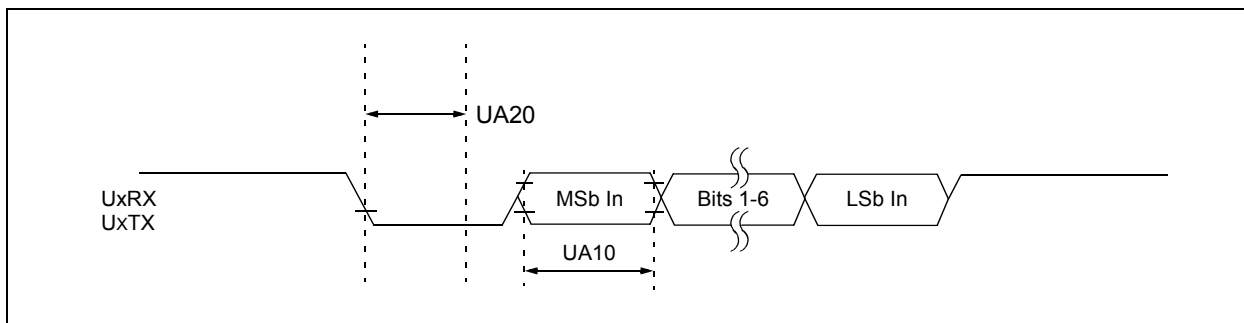 UA20
UxRX
UxTX
MSb In
Bits 1-6
LSb In
UA10